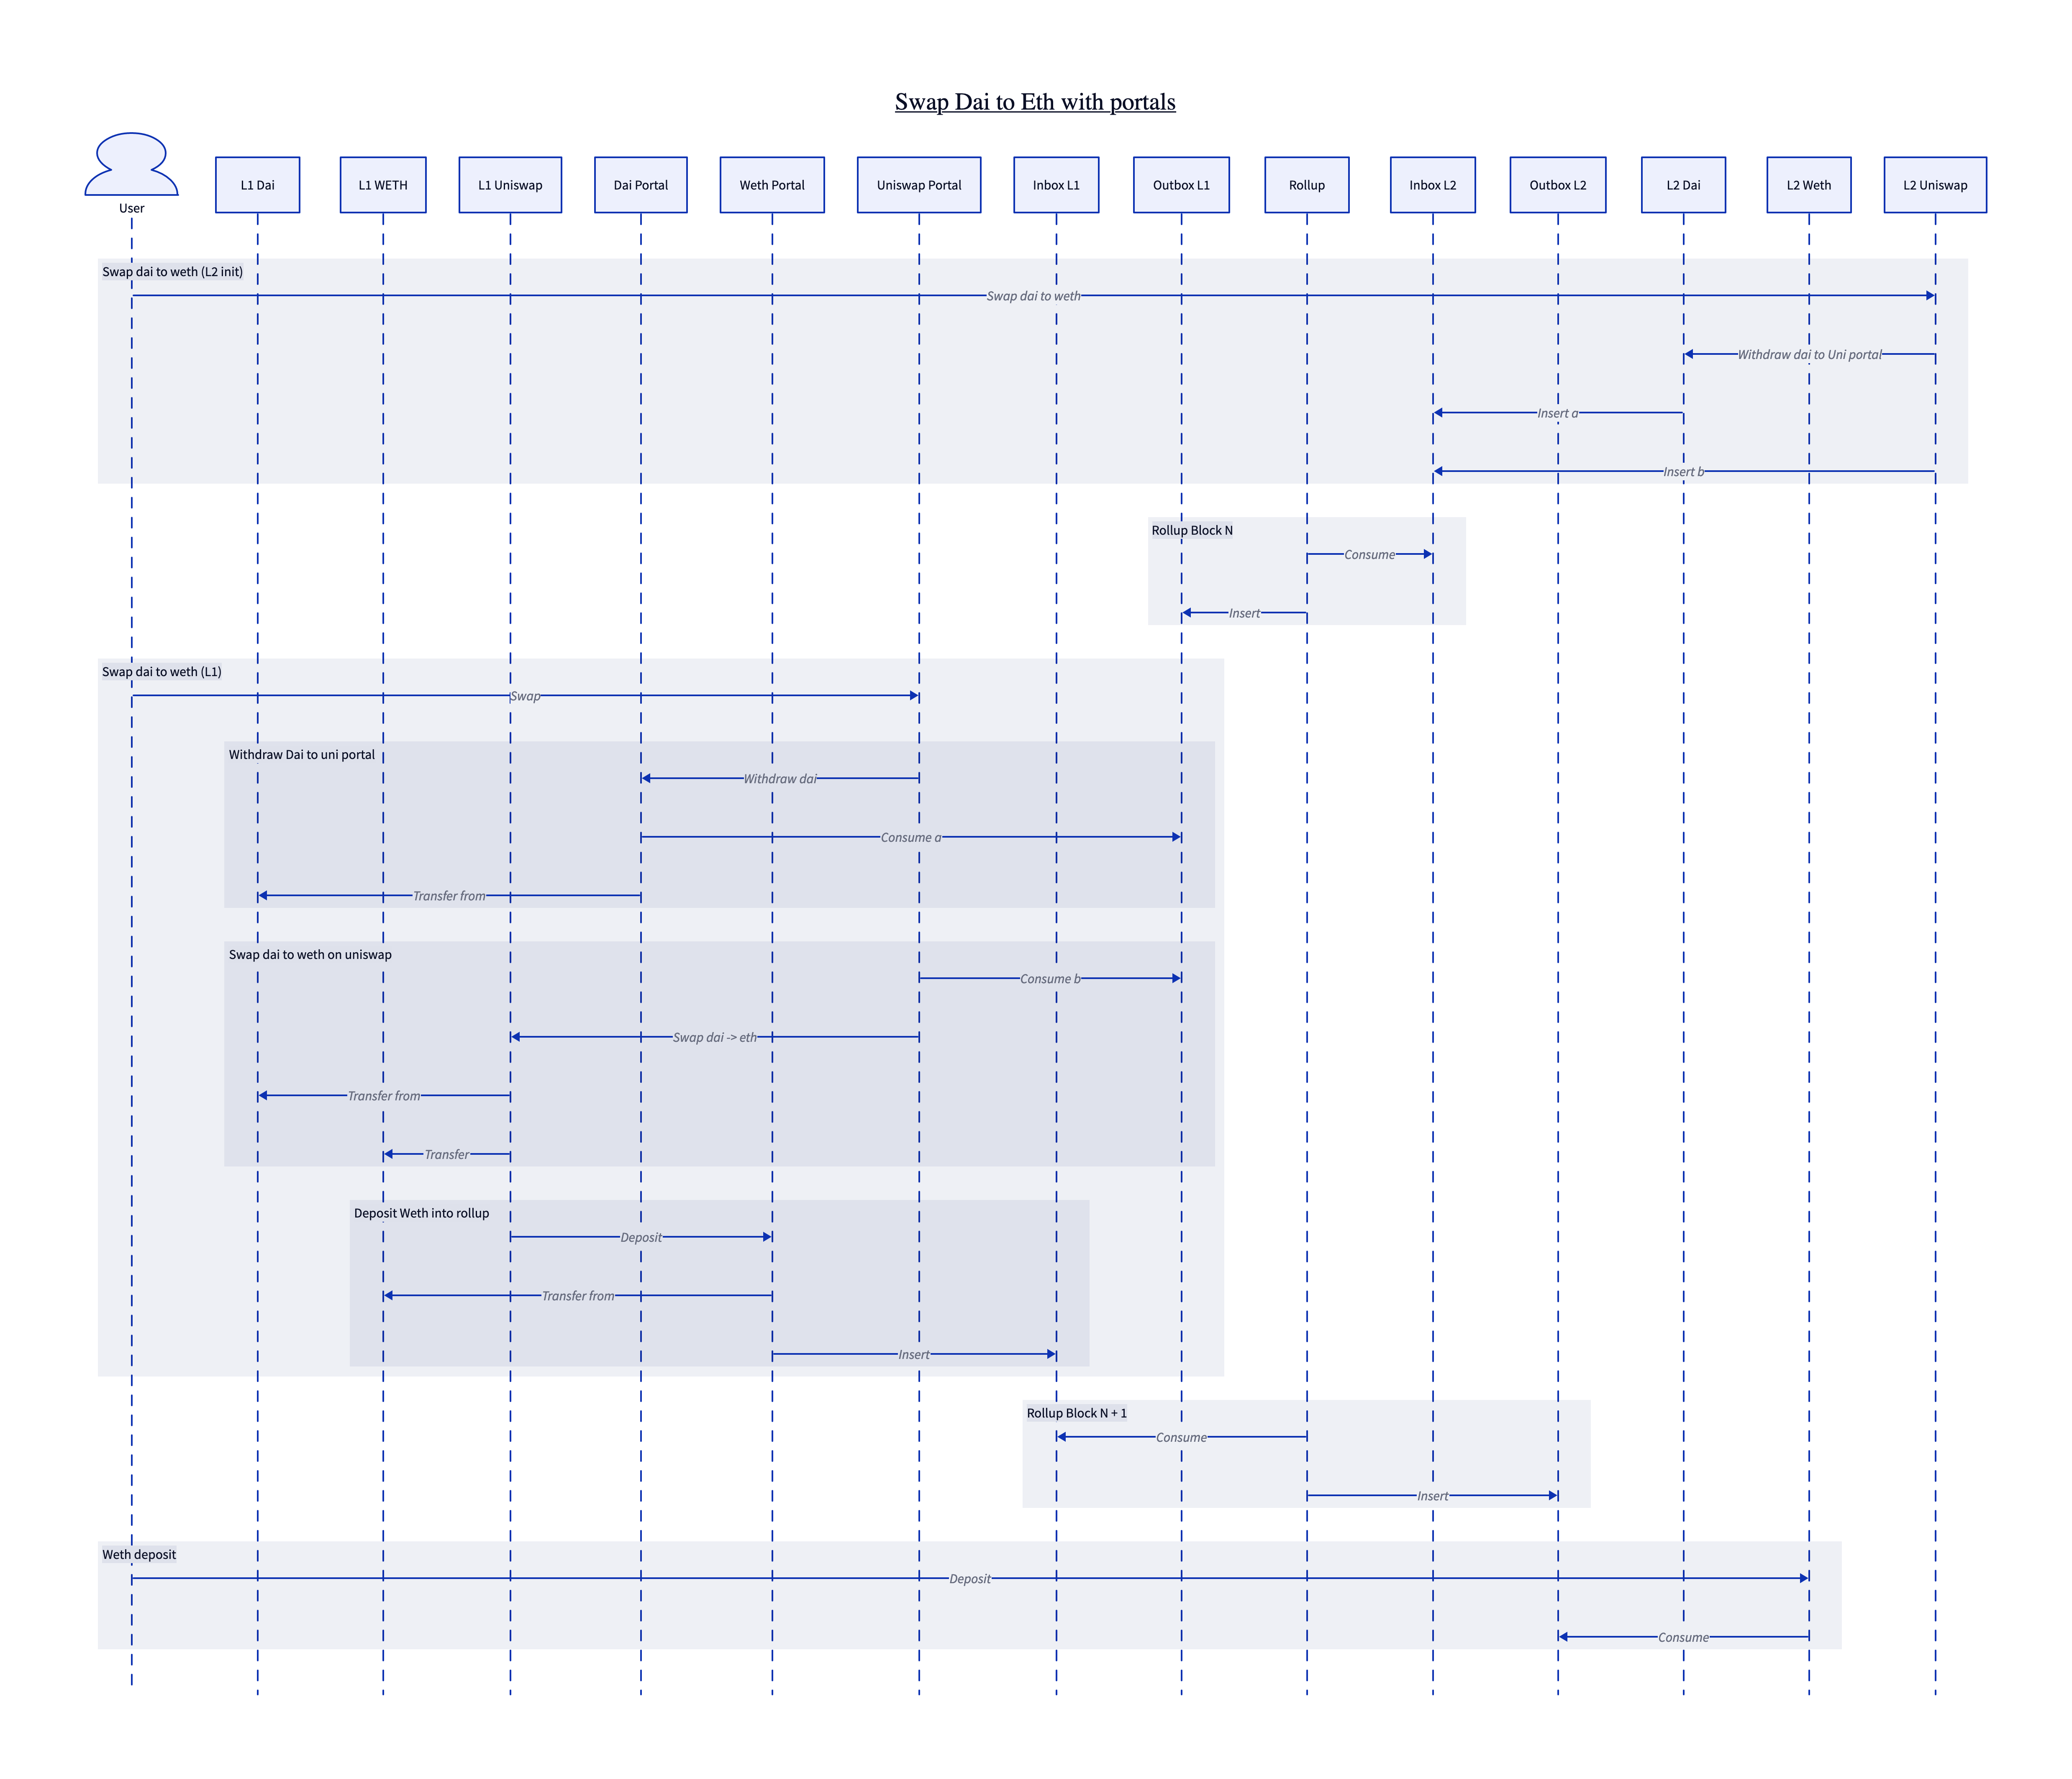 Swap Dai to Eth with portals
User
L1 Dai
L1 WETH
L1 Uniswap
Dai Portal
Weth Portal
Uniswap Portal
Inbox L1
Outbox L1
Rollup
Inbox L2
Outbox L2
L2 Dai
L2 Weth
L2 Uniswap
Swap dai to weth (L2 init)
Swap dai to weth
Withdraw dai to Uni portal
Insert a
Insert b
Rollup Block N
Consume
Insert
Swap dai to weth (L1)
Swap
Withdraw Dai to uni portal
Withdraw dai
Consume a
Transfer from
Swap dai to weth on uniswap
Consume b
Swap dai -> eth
Transfer from
Transfer
Deposit Weth into rollup
Deposit
Transfer from
Insert
Rollup Block N + 1
Consume
Insert
Weth deposit
Deposit
Consume